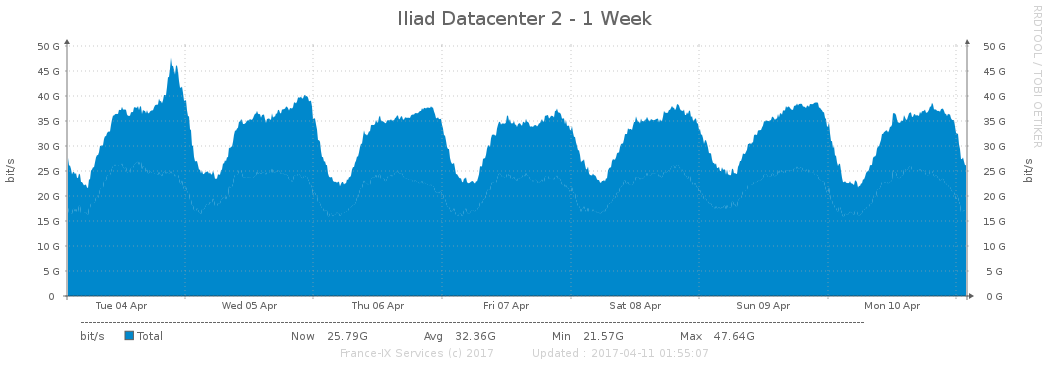 Iliad Datacenter 2 - 1 Week
RRDTOOL / TOBI OETIKER
50 G 50 G
45 G 45 G
40 G 40 G
35 G 35 G
30 G 30 G
25 G 25 G
20 G 20 G
15 G 15 G
10 G 10 G
5 G 5 G
0 0 G
bit/s
bit/s
Tue 04 Apr Wed 05 Apr Thu 06 Apr Fri 07 Apr Sat 08 Apr Sun 09 Apr Mon 10 Apr
bit/s Total Now 25.79G Avg 32.36G Min 21.57G Max 47.64G
France-IX Services (c) 2017 Updated : 2017-04-11 01:55:07